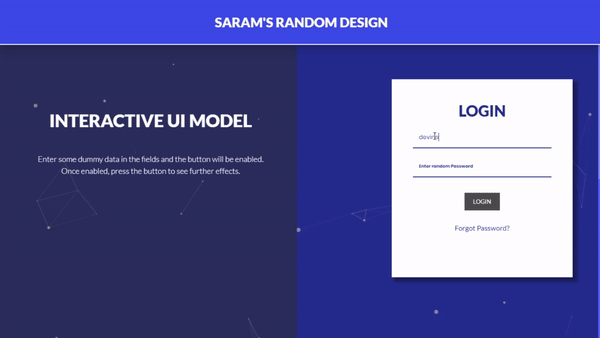 SARAM'S RANDOM DESIGN
INTERACTIVE UI MODEL
Enter some dummy data in the fields and the button will be enabled.
Once enabled, press the button to see further effects.
LOGIN
Enter random Password
LOGIN
Forgot Password?